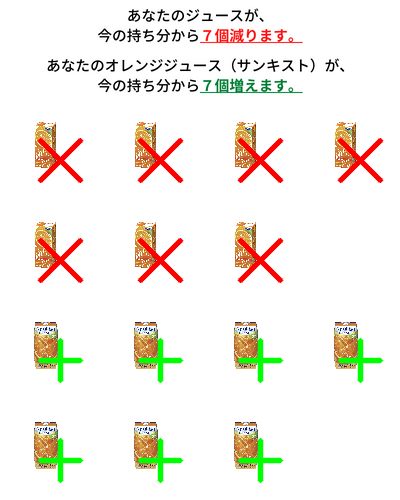 あなたのジュースが、
今の持ち分から７個減ります。
あなたのオレンジジュース（サンキスト）が、
今の持ち分から７個増えます。